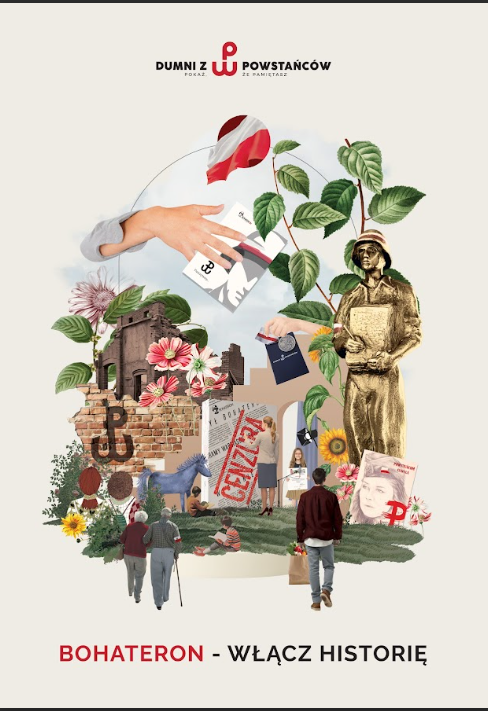 DUMNI Z POWSTAŃCÓW
POKAŻ, ŻE PAMIĘTASZ
CENZURA
BOHATERON - WŁĄCZ HISTORIĘ